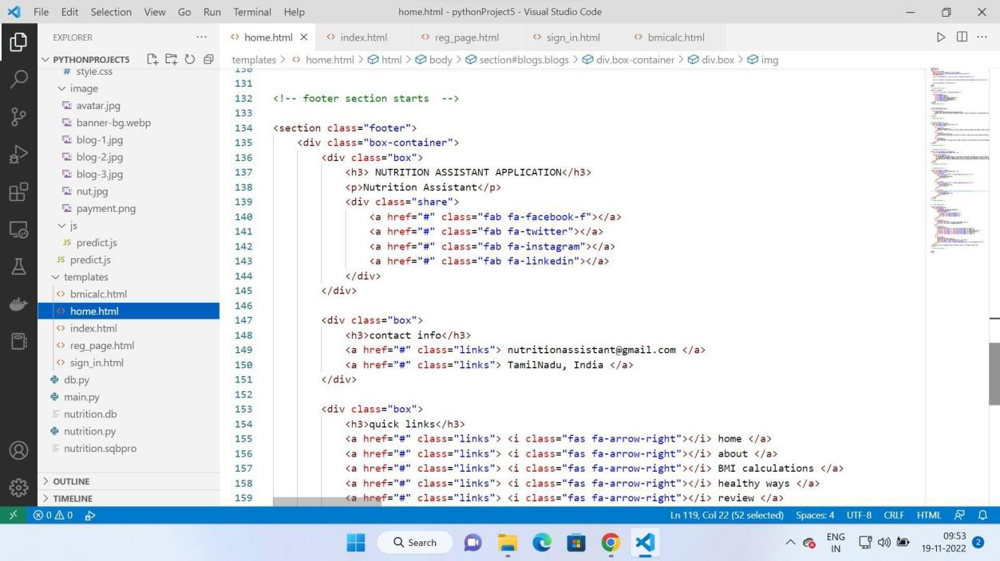 File Edit Selection View Go Run Terminal Help home.html - pythonProject5 - Visual Studio Code
EXPLORER
home.html index.html reg_page.html sign_in.html bmicalc.html
templates > home.html > html > body > section#blogs.blogs > div.box-container > div.box > img
PYTHONPROJECT5
# style.css
image
avatar.jpg
banner-bg.webp
blog-1.jpg
blog-2.jpg
blog-3.jpg
nut.jpg
payment.png
js
JS predict.js
JS predict.js
templates
bmicalc.html
home.html
index.html
reg_page.html
sign_in.html
db.py
main.py
nutrition.db
nutrition.py
nutrition.sqbpro
OUTLINE
TIMELINE
130
131
132 <!-- footer section starts  -->
133
134 <section class="footer">
135 <div class="box-container">
136 <div class="box">
137 <h3> NUTRITION ASSISTANT APPLICATION</h3>
138 <p>Nutrition Assistant</p>
139 <div class="share">
140 <a href="#" class="fab fa-facebook-f"></a>
141 <a href="#" class="fab fa-twitter"></a>
142 <a href="#" class="fab fa-instagram"></a>
143 <a href="#" class="fab fa-linkedin"></a>
144 </div>
145 </div>
146
147 <div class="box">
148 <h3>contact info</h3>
149 <a href="#" class="links"> nutritionassistant@gmail.com </a>
150 <a href="#" class="links"> TamilNadu, India </a>
151 </div>
152
153 <div class="box">
154 <h3>quick links</h3>
155 <a href="#" class="links"> <i class="fas fa-arrow-right"></i> home </a>
156 <a href="#" class="links"> <i class="fas fa-arrow-right"></i> about </a>
157 <a href="#" class="links"> <i class="fas fa-arrow-right"></i> BMI calculations </a>
158 <a href="#" class="links"> <i class="fas fa-arrow-right"></i> healthy ways </a>
159 <a href="#" class="links"> <i class="fas fa-arrow-right"></i> review </a>
0 0 Ln 119, Col 22 (52 selected) Spaces: 4 UTF-8 CRLF HTML
Search ENG 09:53
IN 19-11-2022 2